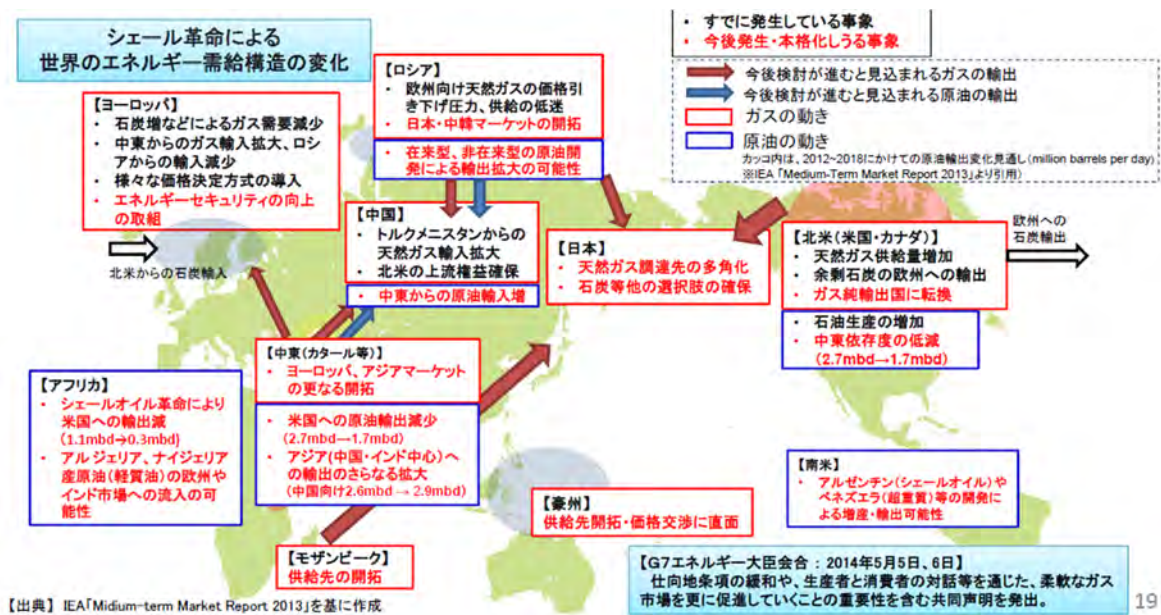 シェール革命による
世界のエネルギー需給構造の変化
• すでに発生している事象
• 今後発生・本格化しうる事象
今後検討が進むと見込まれるガスの輸出
今後検討が進むと見込まれる原油の輸出
ガスの動き
原油の動き
カッコ内は、2012~2018にかけての原油輸出変化見通し(million barrels per day)
※IEA「Medium-Term Market Report 2013」より引用)
【ヨーロッパ】
• 石炭増などによるガス需要減少
• 中東からのガス輸入拡大、ロシ
アからの輸入減少
• 様々な価格決定方式の導入
• エネルギーセキュリティの向上
の取組
北米からの石炭輸入
【ロシア】
• 欧州向け天然ガスの価格引
き下げ圧力、供給の低迷
• 日本・中韓マーケットの開拓
• 在来型、非在来型の原油開
発による輸出拡大の可能性
【中国】
• トルクメニスタンからの
天然ガス輸入拡大
• 北米の上流権益確保
• 中東からの原油輸入増
【日本】
• 天然ガス調達先の多角化
• 石炭等他の選択肢の確保
【北米(米国・カナダ)】
• 天然ガス供給量増加
• 余剰石炭の欧州への輸出
• ガス純輸出国に転換
• 石油生産の増加
• 中東依存度の低減
(2.7mbd→1.7mbd)
欧州への
石炭輸出
【中東(カタール等)】
• ヨーロッパ、アジアマーケット
の更なる開拓
• 米国への原油輸出減少
(2.7mbd→1.7mbd)
• アジア(中国・インド中心)へ
の輸出のさらなる拡大
(中国向け2.6mbd → 2.9mbd)
【アフリカ】
• シェールオイル革命により
米国への輸出減
(1.1mbd→0.3mbd)
• アルジェリア、ナイジェリア
産原油(軽質油)の欧州や
インド市場への流入の可
能性
【モザンビーク】
供給先の開拓
【豪州】
供給先開拓・価格交渉に直面
【南米】
• アルゼンチン(シェールオイル)や
ベネズエラ(超重質)等の開発に
よる増産・輸出可能性
【G7エネルギー大臣会合:2014年5月5日、6日】
仕向地条項の緩和や、生産者と消費者の対話等を通じた、柔軟なガス
市場を更に促進していくことの重要性を含む共同声明を発出。
【出典】 IEA「Midium-term Market Report 2013」を基に作成
19